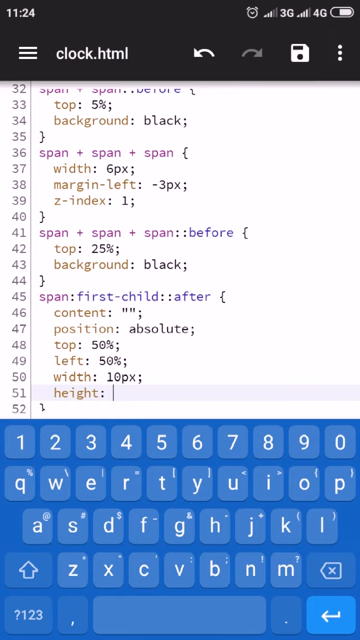 11:24 3G 4G
clock.html
32 span + span::before {
33 top: 5%;
34 background: black;
35 }
36 span + span + span {
37 width: 6px;
38 margin-left: -3px;
39 z-index: 1;
40 }
41 span + span + span::before {
42 top: 25%;
43 background: black;
44 }
45 span:first-child::after {
46 content: "";
47 position: absolute;
48 top: 50%;
49 left: 50%;
50 width: 10px;
51 height:
52 }
1 2 3 4 5 6 7 8 9 0
q% w\ e| r= t[ y] u< i> o{ p}
a@ s# d$ f_ g& h- j+ k( l)
z* x" c' v: b; n! m?
?123 , .